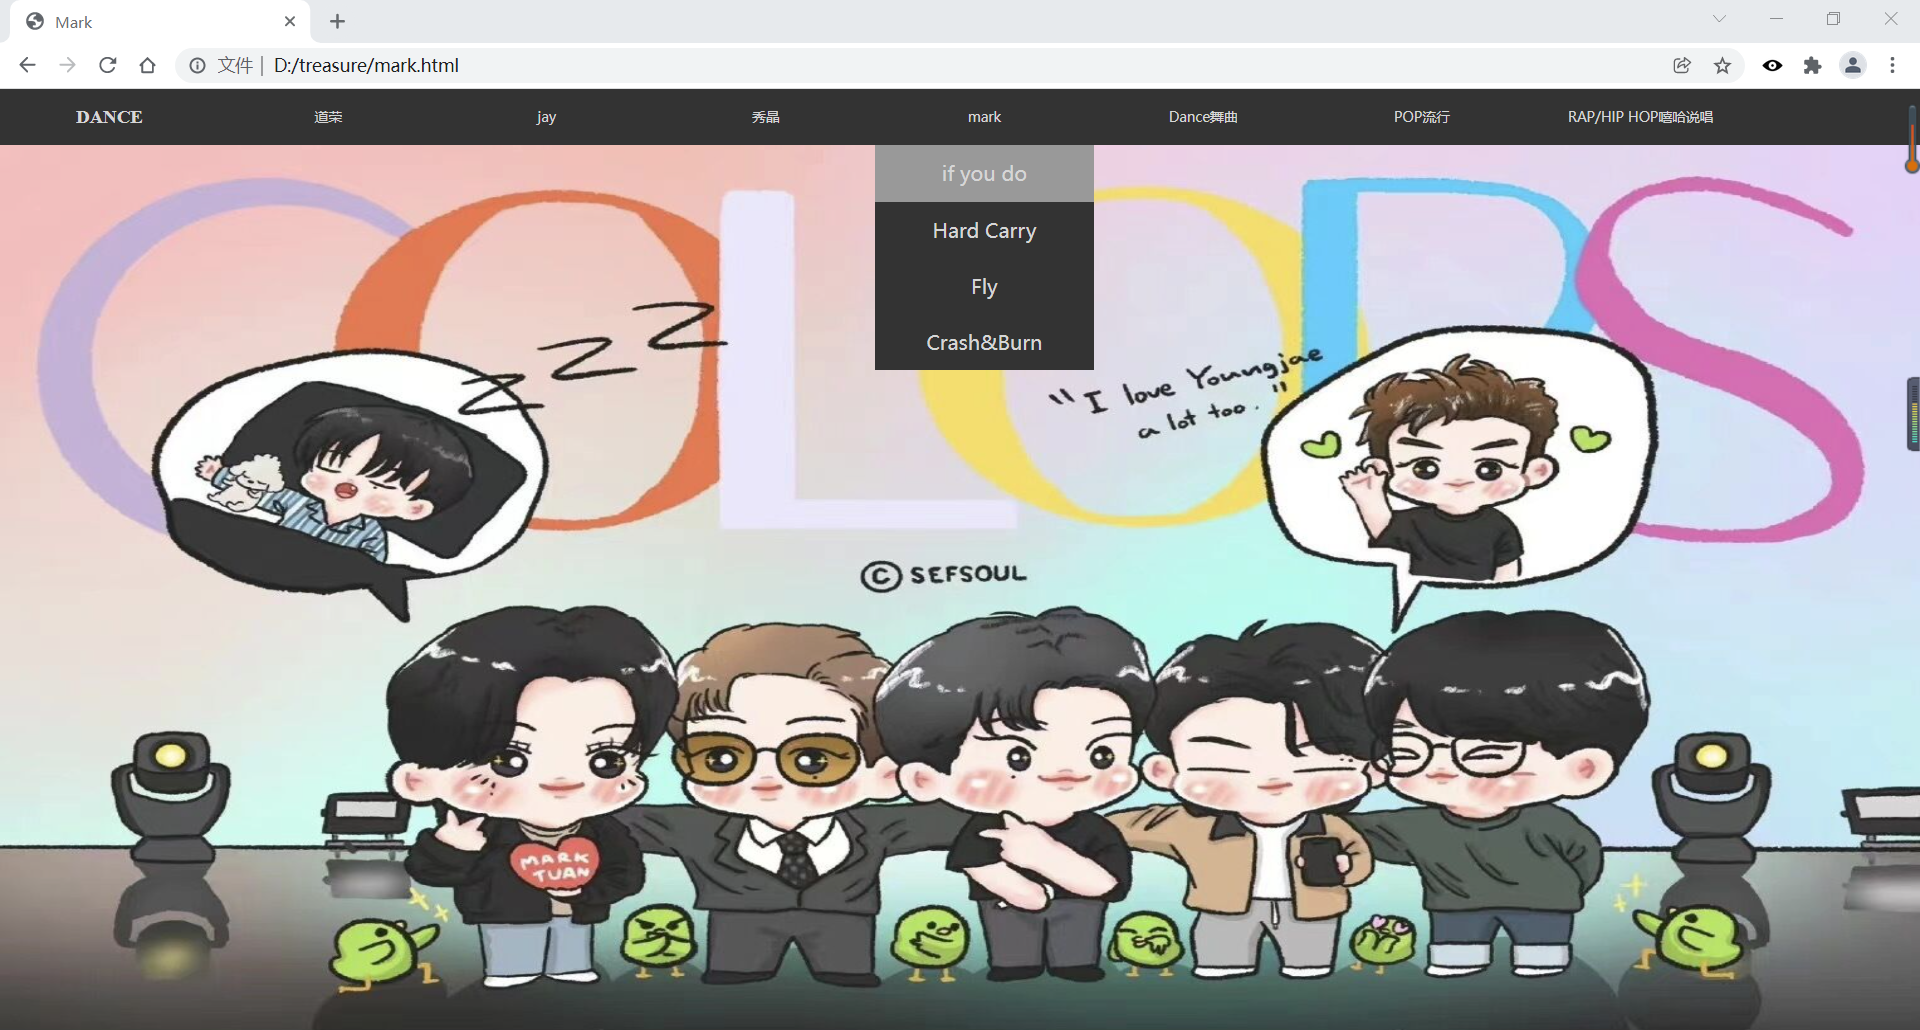 Mark
文件 | D:/treasure/mark.html
DANCE 道荣 jay 秀晶 mark Dance舞曲 POP流行 RAP/HIP HOP嘻哈说唱
if you do
Hard Carry
Fly
Crash&Burn
COLORS
z z z
"I love Youngjae
a lot too."
© SEFSOUL
MARK
TUAN